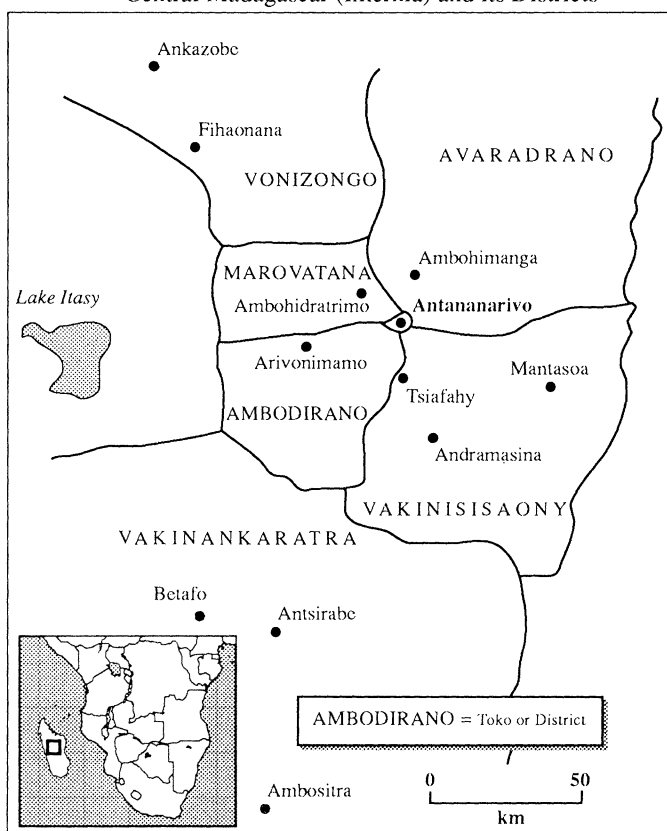 Central Madagascar (Imerina) and its Districts
Ankazobe
Fihaonana
AVARADRANO
VONIZONGO
Ambohimanga
MAROVATANA
Lake Itasy
Ambohidratrimo
Antananarivo
Arivonimamo
Mantasoa
Tsiafahy
AMBODIRANO
Andramasina
VAKINISISAONY
VAKINANKARATRA
Betafo
Antsirabe
AMBODIRANO = Toko or District
Ambositra
0 50
km